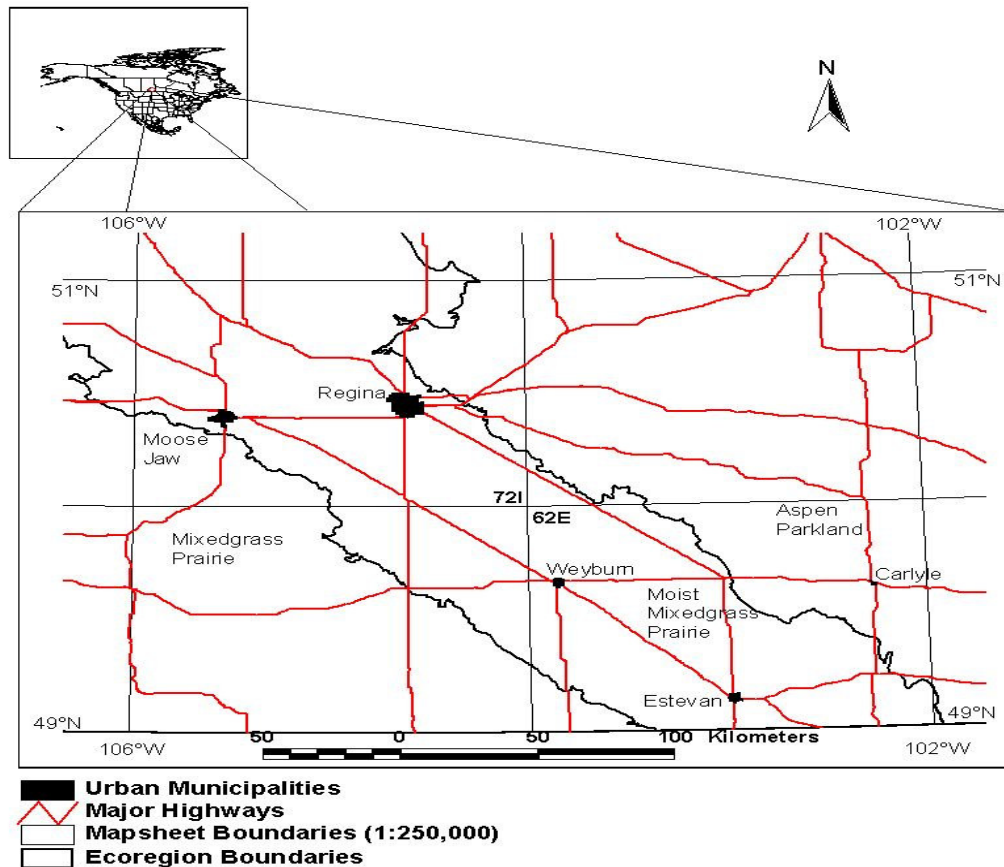 N
106°W
102°W
51°N
51°N
Regina
Moose
Jaw
72I
62E
Aspen
Parkland
Mixedgrass
Prairie
Weyburn
Carlyle
Moist
Mixedgrass
Prairie
Estevan
49°N
49°N
50 0 50 100 Kilometers
106°W
102°W
Urban Municipalities
Major Highways
Mapsheet Boundaries (1:250,000)
Ecoregion Boundaries